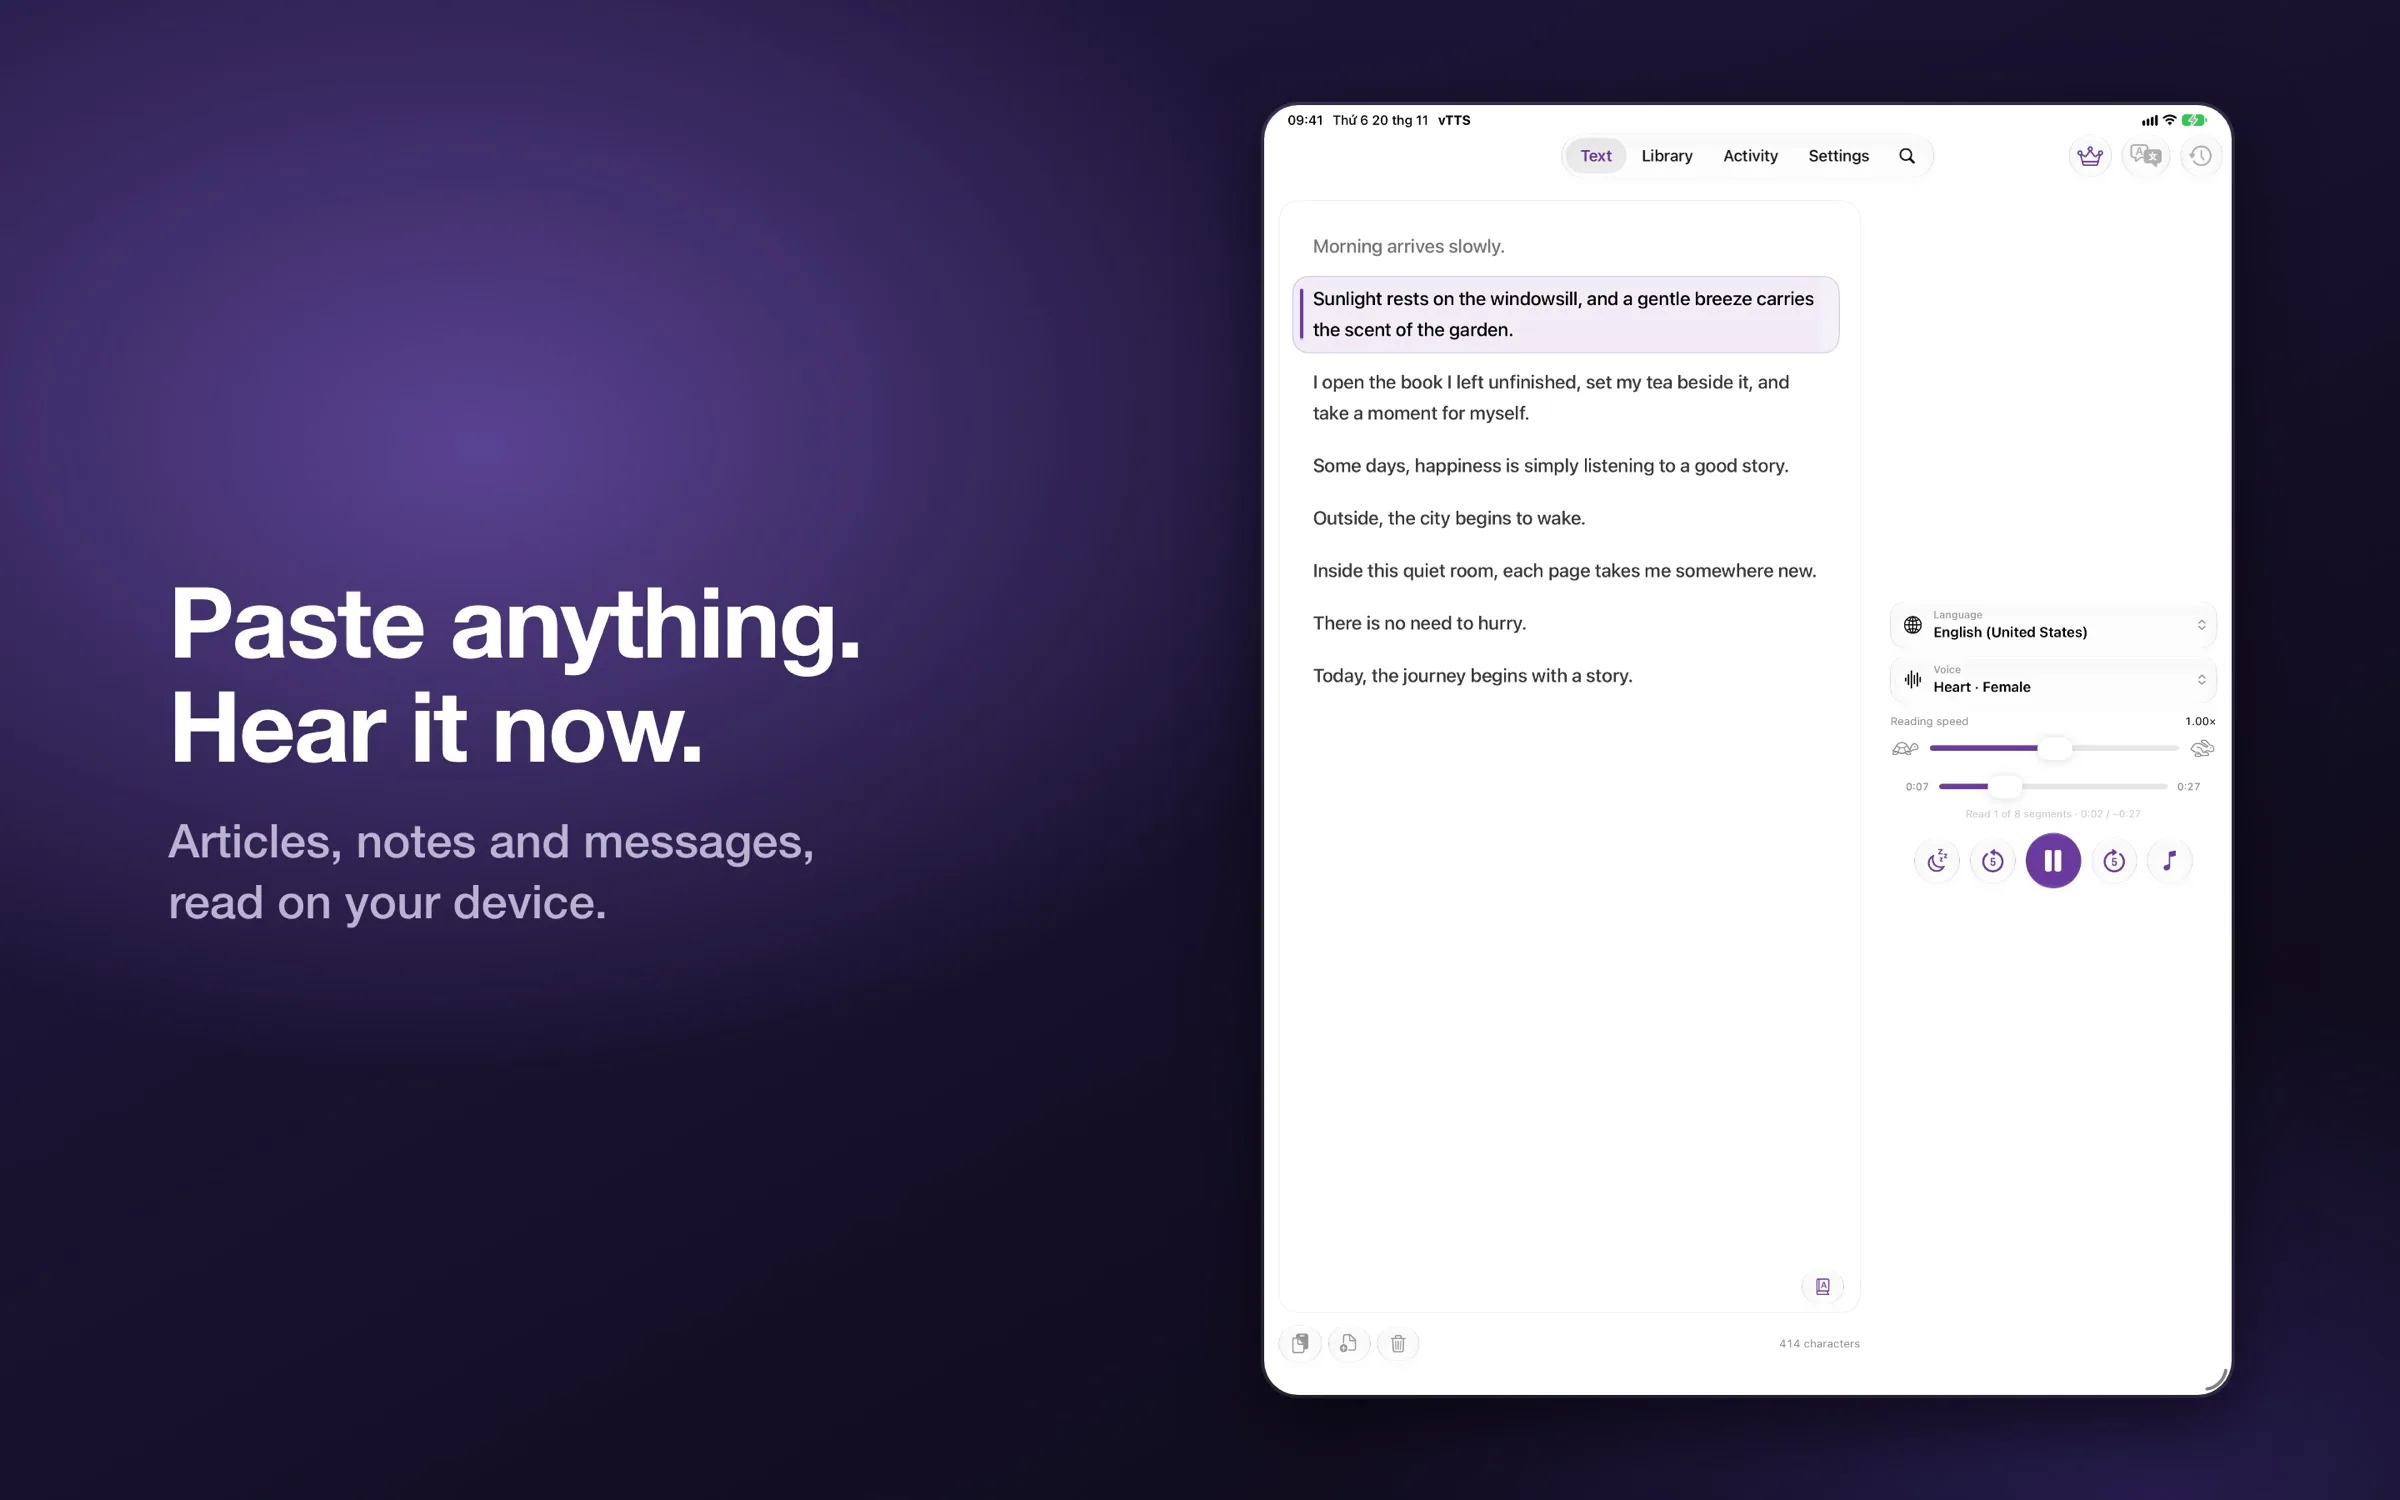 Paste anything.
Hear it now.
Articles, notes and messages,
read on your device.
09:41 Thứ 6 20 thg 11 vTTS
Text Library Activity Settings
Morning arrives slowly.
Sunlight rests on the windowsill, and a gentle breeze carries
the scent of the garden.
I open the book I left unfinished, set my tea beside it, and
take a moment for myself.
Some days, happiness is simply listening to a good story.
Outside, the city begins to wake.
Inside this quiet room, each page takes me somewhere new.
There is no need to hurry.
Today, the journey begins with a story.
414 characters
Language
English (United States)
Voice
Heart · Female
Reading speed 1.00×
0:07 0:27
Read 1 of 8 segments · 0:02 / ~0:27
5 5